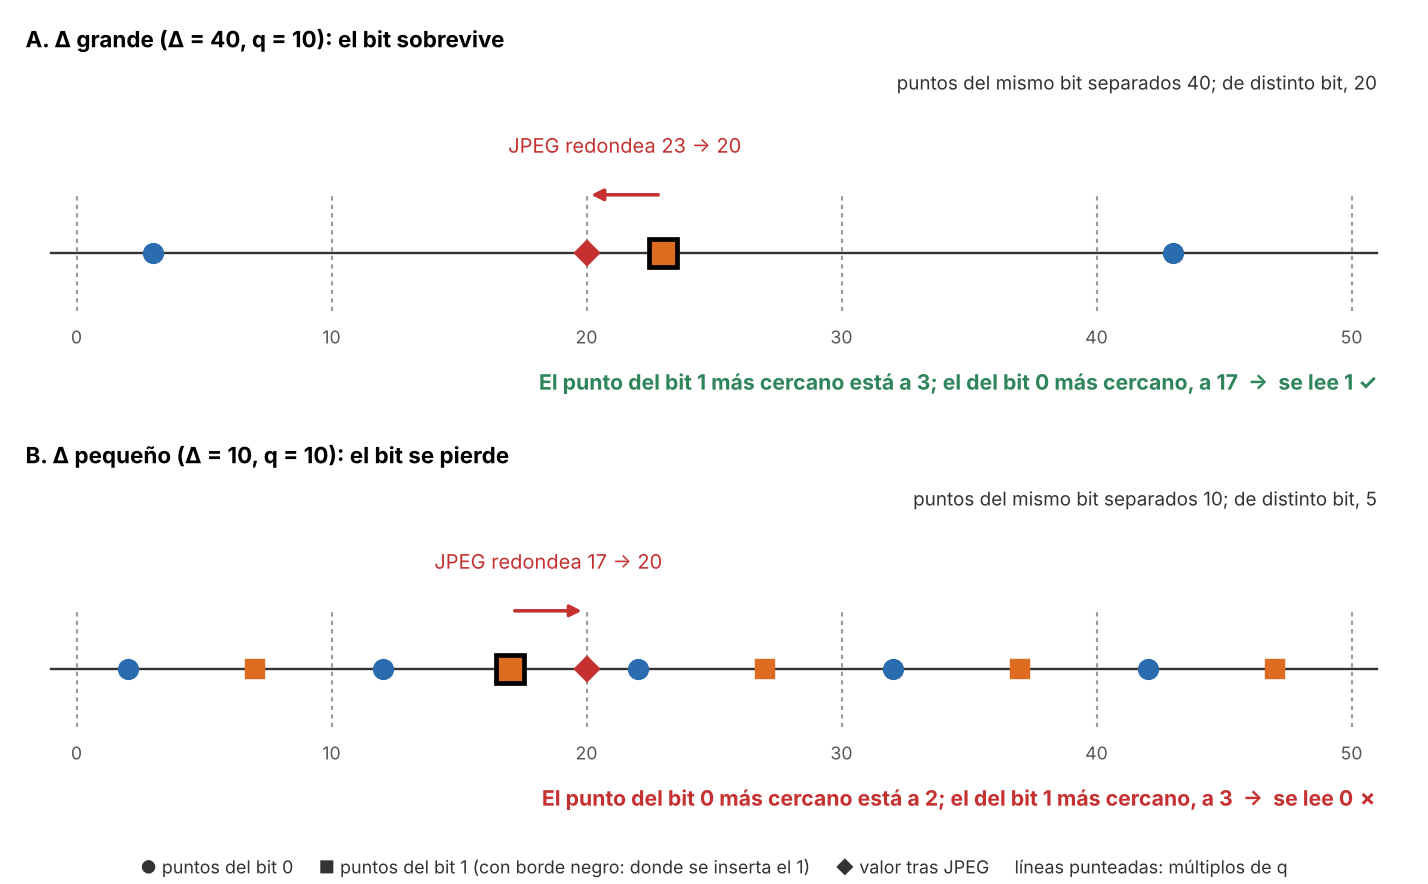 A. Δ grande (Δ = 40, q = 10): el bit sobrevive
puntos del mismo bit separados 40; de distinto bit, 20
JPEG redondea 23 → 20
0 10 20 30 40 50
El punto del bit 1 más cercano está a 3; el del bit 0 más cercano, a 17 → se lee 1 ✓
B. Δ pequeño (Δ = 10, q = 10): el bit se pierde
puntos del mismo bit separados 10; de distinto bit, 5
JPEG redondea 17 → 20
0 10 20 30 40 50
El punto del bit 0 más cercano está a 2; el del bit 1 más cercano, a 3 → se lee 0 ×
puntos del bit 0 puntos del bit 1 (con borde negro: donde se inserta el 1) valor tras JPEG líneas punteadas: múltiplos de q